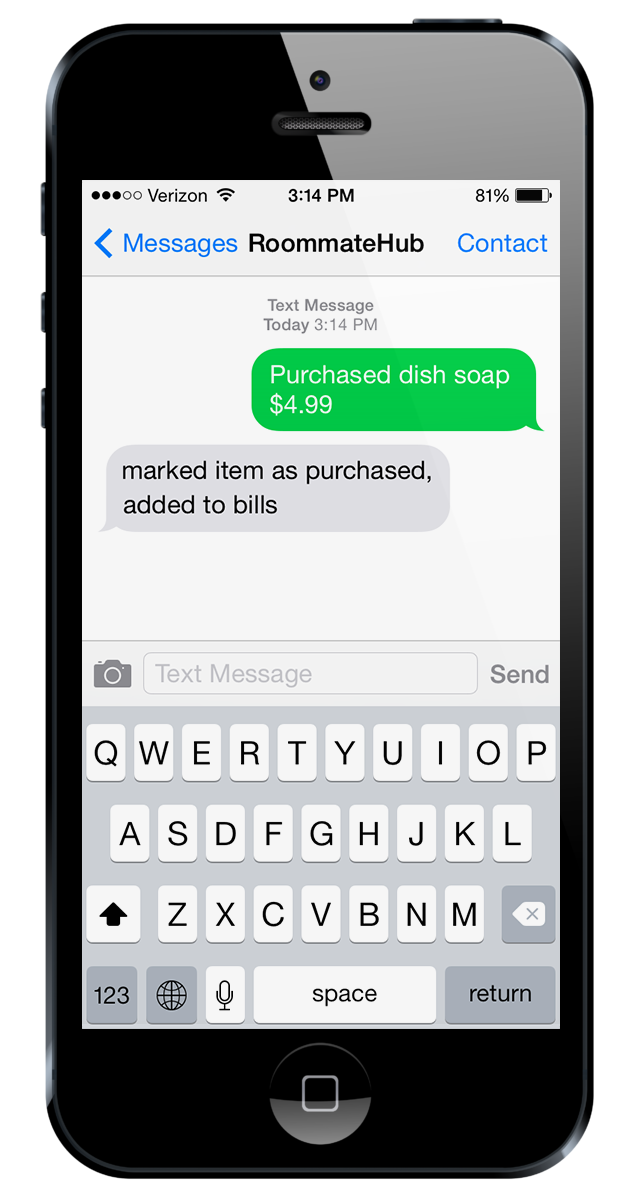 Verizon 3:14 PM 81%
Messages RoommateHub Contact
Text Message
Today 3:14 PM
Purchased dish soap
$4.99
marked item as purchased,
added to bills
Text Message Send
Q W E R T Y U I O P
A S D F G H J K L
Z X C V B N M
123 space return